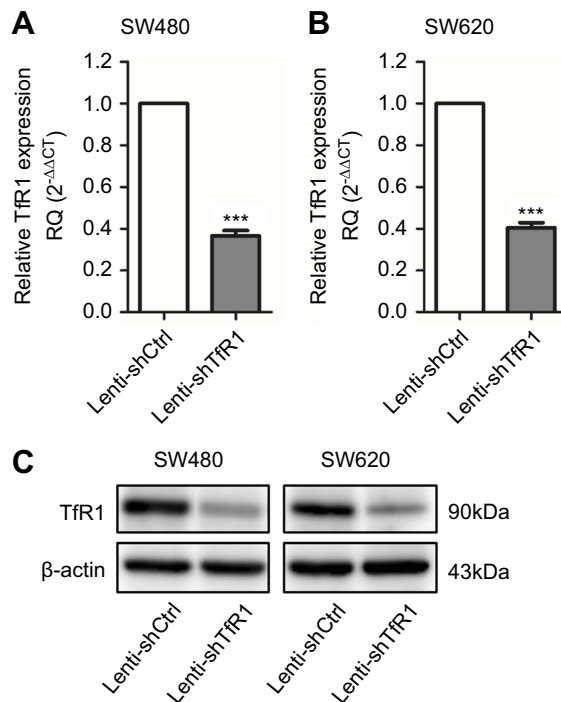 A
SW480
Relative TfR1 expression
RQ (2-ΔΔCT)
1.2
1.0
0.8
0.6
0.4
0.2
0.0
***
Lenti-shCtrl
Lenti-shTfR1
B
SW620
Relative TfR1 expression
RQ (2-ΔΔCT)
1.2
1.0
0.8
0.6
0.4
0.2
0.0
***
Lenti-shCtrl
Lenti-shTfR1
C
SW480 SW620
TfR1 90kDa
β-actin 43kDa
Lenti-shCtrl
Lenti-shTfR1
Lenti-shCtrl
Lenti-shTfR1